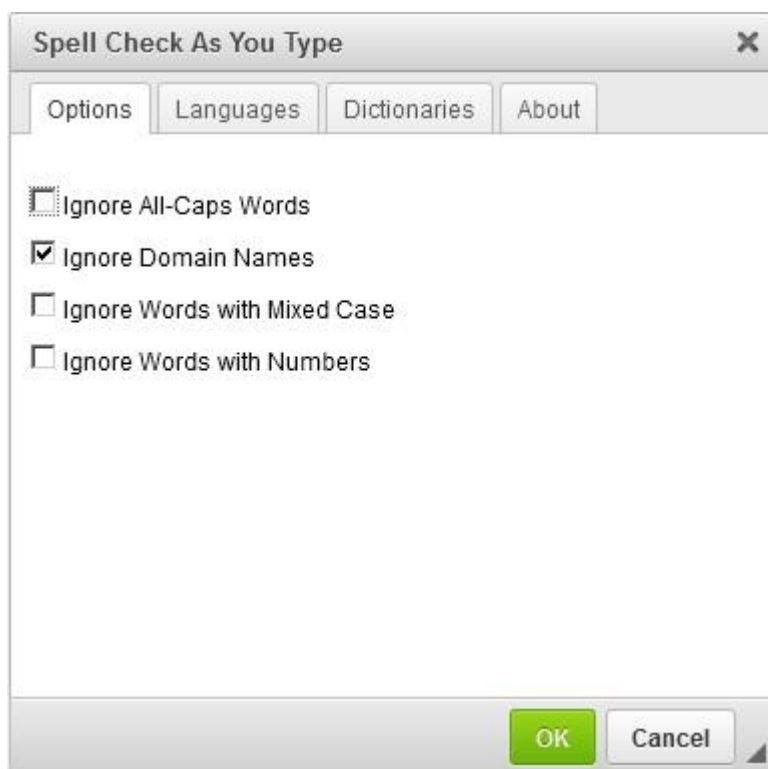 Spell Check As You Type
Options Languages Dictionaries About
Ignore All-Caps Words
Ignore Domain Names
Ignore Words with Mixed Case
Ignore Words with Numbers
OK Cancel